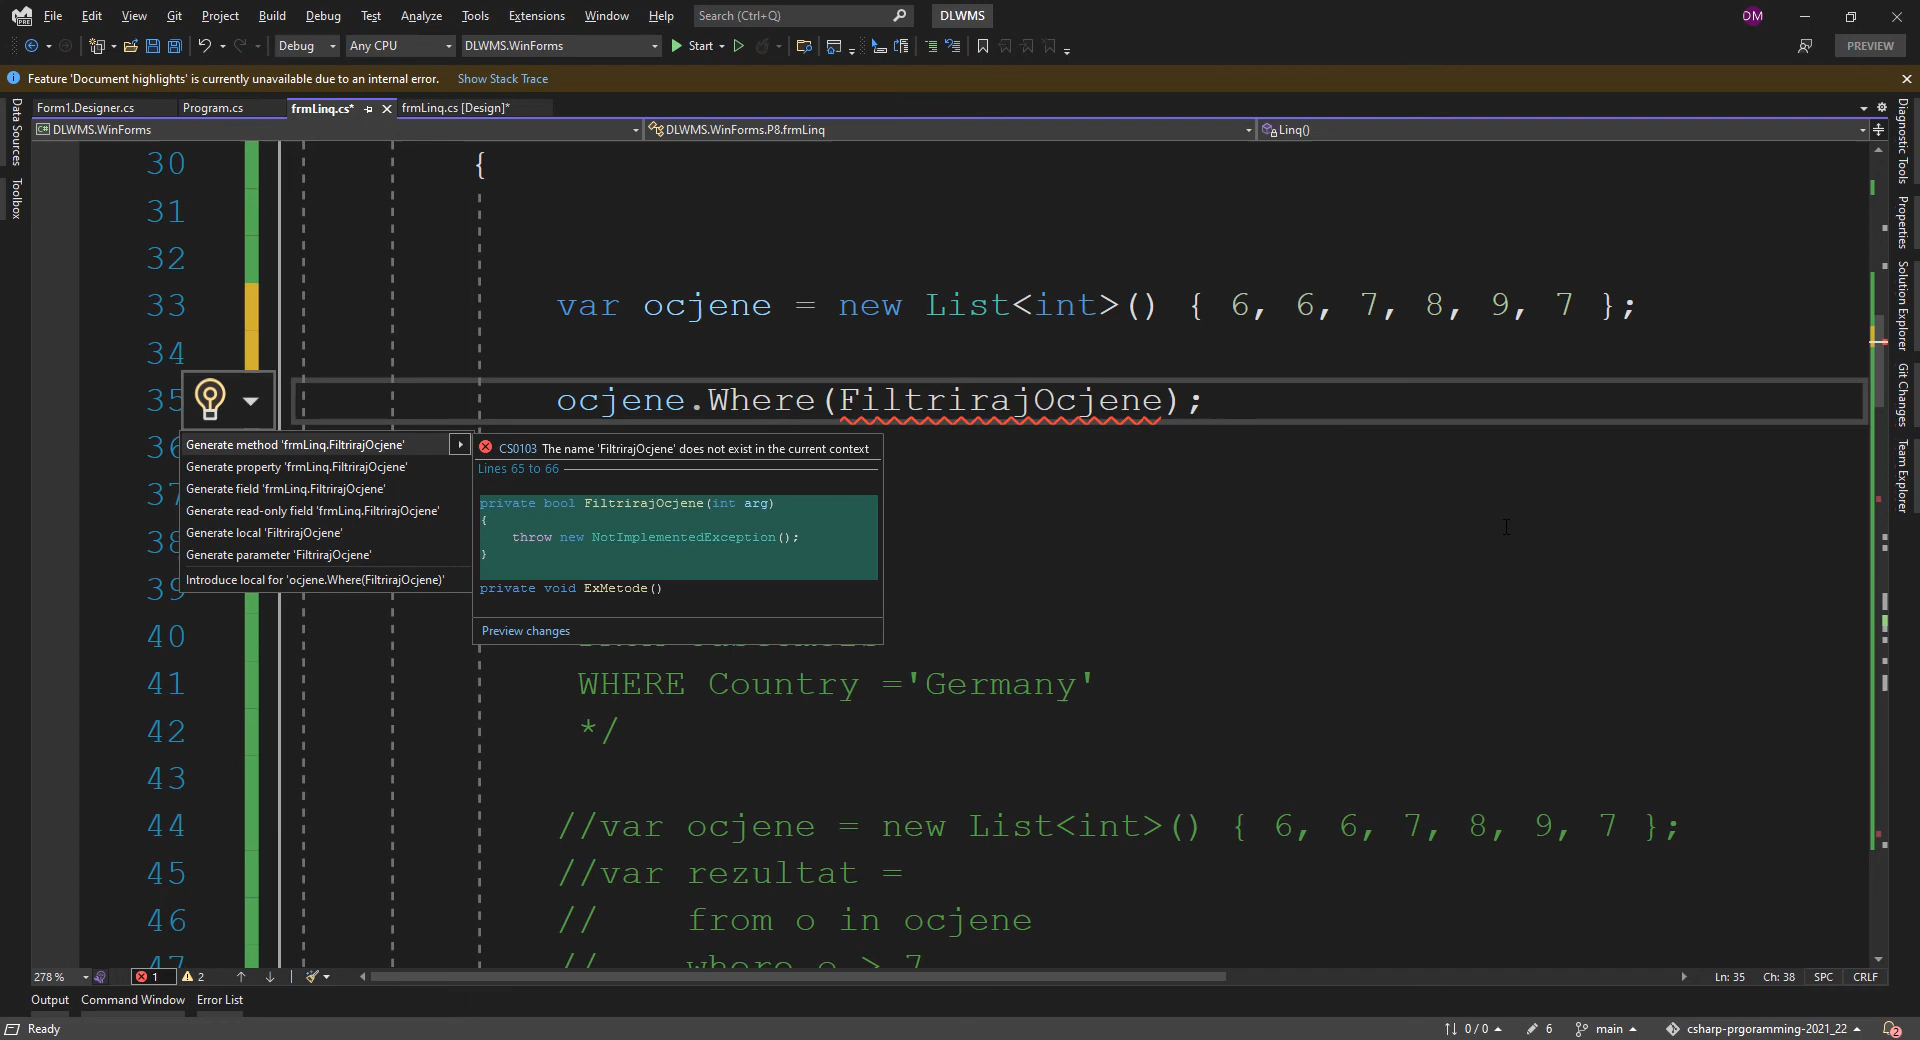 File Edit View Git Project Build Debug Test Analyze Tools Extensions Window Help Search (Ctrl+Q) DLWMS DM
Debug Any CPU DLWMS.WinForms Start PREVIEW
Feature 'Document highlights' is currently unavailable due to an internal error. Show Stack Trace
Form1.Designer.cs Program.cs frmLinq.cs* frmLinq.cs [Design]*
DLWMS.WinForms DLWMS.WinForms.P8.frmLinq Linq()
Data Sources
Toolbox
30 {
31
32
33 var ocjene = new List<int>() { 6, 6, 7, 8, 9, 7 };
34
35 ocjene.Where(FiltrirajOcjene);
36
37
38
39
40
41 WHERE Country ='Germany'
42 */
43
44 //var ocjene = new List<int>() { 6, 6, 7, 8, 9, 7 };
45 //var rezultat =
46 // from o in ocjene
47 // where o > 7
Generate method 'frmLinq.FiltrirajOcjene'
Generate property 'frmLinq.FiltrirajOcjene'
Generate field 'frmLinq.FiltrirajOcjene'
Generate read-only field 'frmLinq.FiltrirajOcjene'
Generate local 'FiltrirajOcjene'
Generate parameter 'FiltrirajOcjene'
Introduce local for 'ocjene.Where(FiltrirajOcjene)'
CS0103 The name 'FiltrirajOcjene' does not exist in the current context
Lines 65 to 66
private bool FiltrirajOcjene(int arg)
{
throw new NotImplementedException();
}
private void ExMetode()
Preview changes
Diagnostic Tools
Properties
Solution Explorer
Git Changes
Team Explorer
278 % 1 2 Ln: 35 Ch: 38 SPC CRLF
Output Command Window Error List
Ready 0 / 0 6 main csharp-prgoramming-2021_22 2